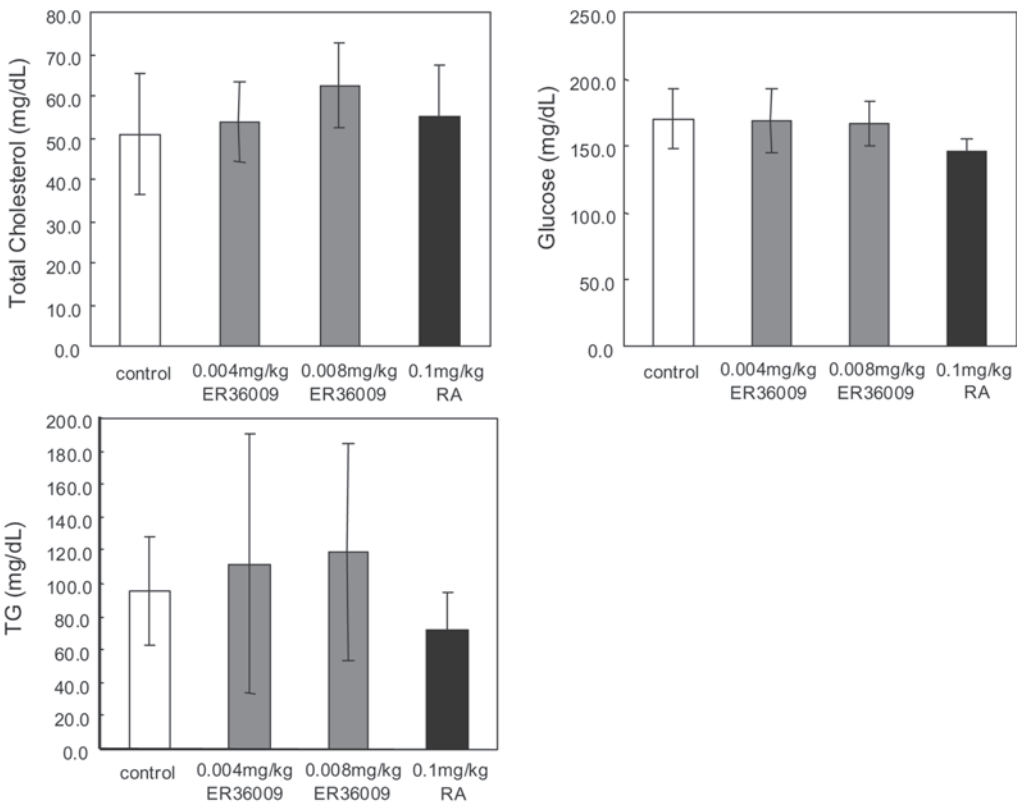 Total Cholesterol (mg/dL)
80.0
70.0
60.0
50.0
40.0
30.0
20.0
10.0
0.0
control
0.004mg/kg
ER36009
0.008mg/kg
ER36009
0.1mg/kg
RA
Glucose (mg/dL)
250.0
200.0
150.0
100.0
50.0
0.0
control
0.004mg/kg
ER36009
0.008mg/kg
ER36009
0.1mg/kg
RA
TG (mg/dL)
200.0
180.0
160.0
140.0
120.0
100.0
80.0
60.0
40.0
20.0
0.0
control
0.004mg/kg
ER36009
0.008mg/kg
ER36009
0.1mg/kg
RA